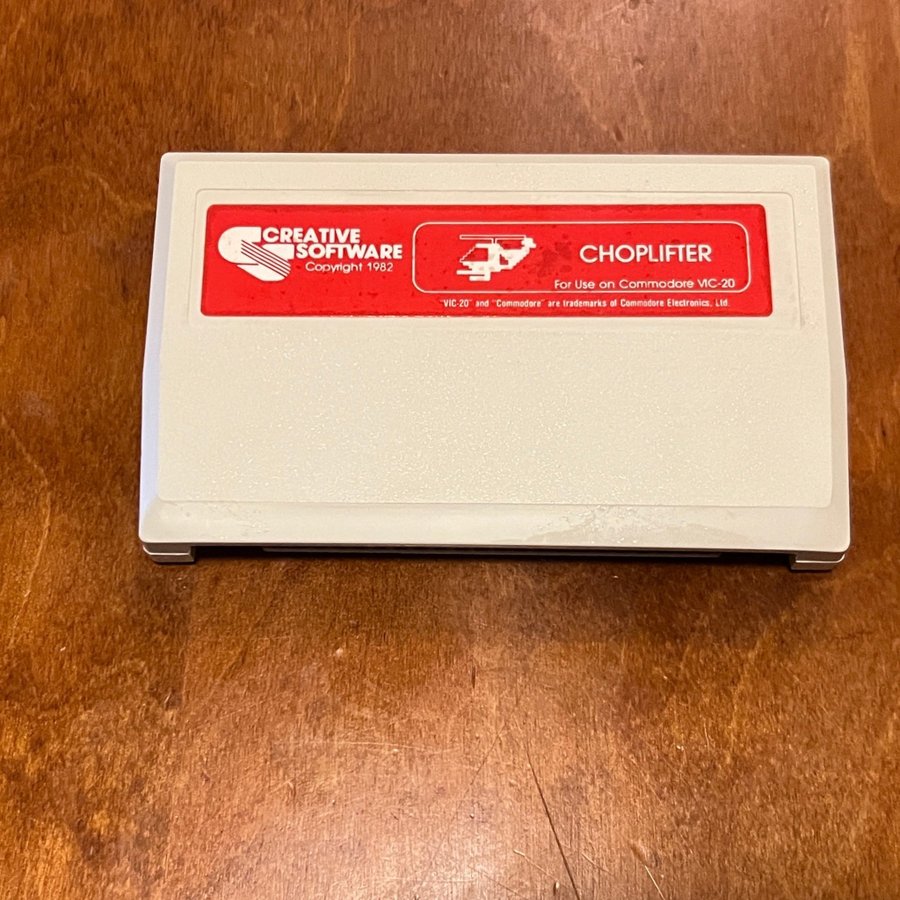 CREATIVE
SOFTWARE
Copyright 1982
CHOPLIFTER
For Use on Commodore VIC-20
"VIC-20" and "Commodore" are trademarks of Commodore Electronics, Ltd.